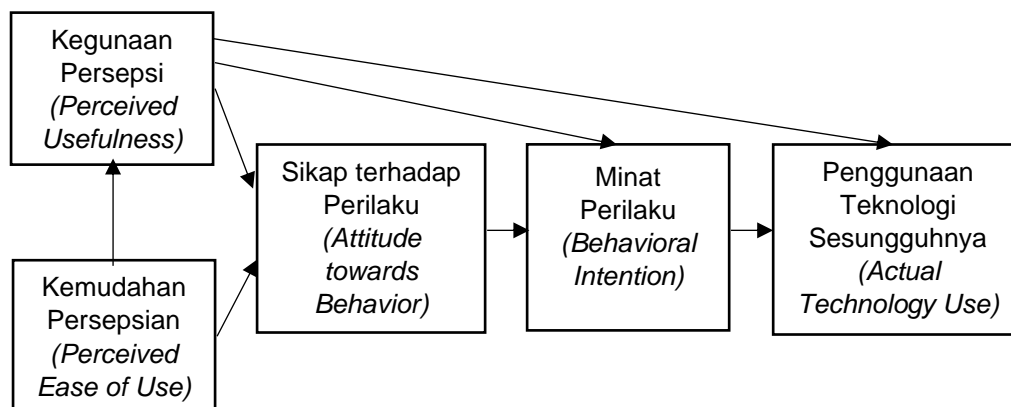 Kegunaan
Persepsi
(Perceived
Usefulness)
Kemudahan
Persepsian
(Perceived
Ease of Use)
Sikap terhadap
Perilaku
(Attitude
towards
Behavior)
Minat
Perilaku
(Behavioral
Intention)
Penggunaan
Teknologi
Sesungguhnya
(Actual
Technology Use)